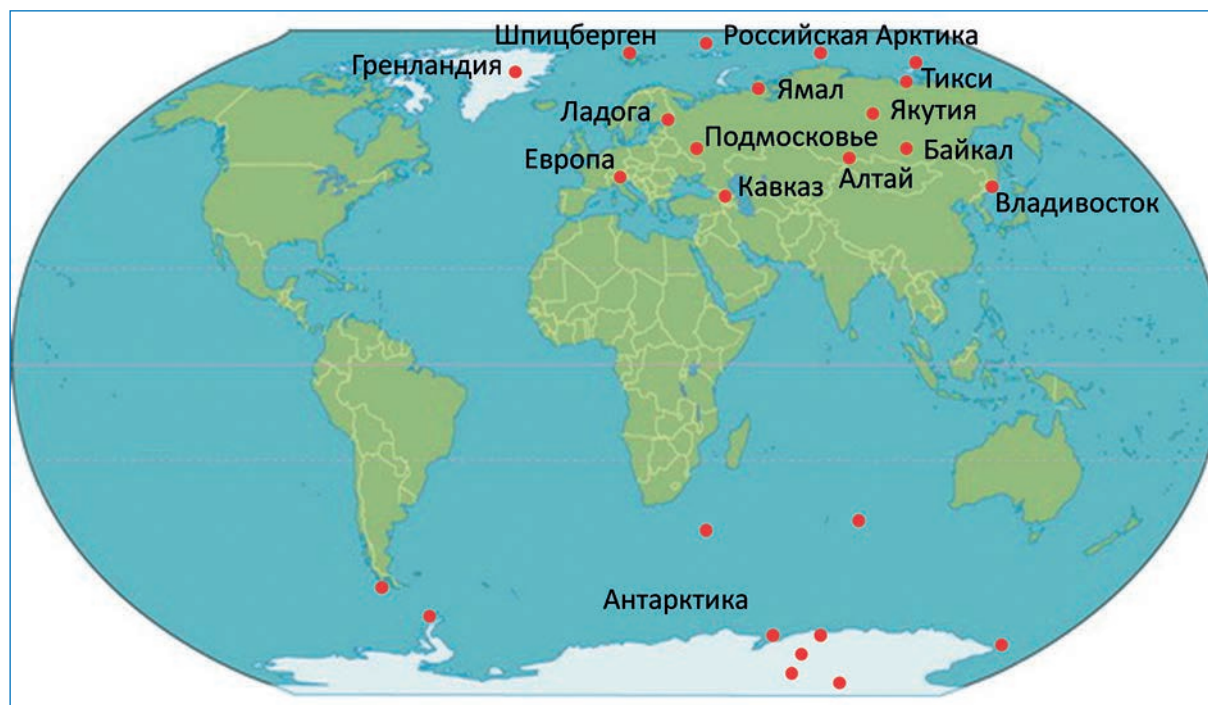 Шпицберген
Российская Арктика
Гренландия
Тикси
Ямал
Ладога
Якутия
Подмосковье
Европа
Байкал
Алтай
Кавказ
Владивосток
Антарктика